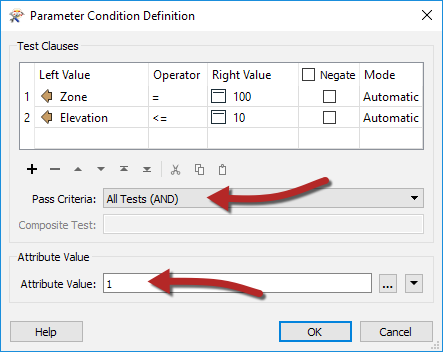 Parameter Condition Definition
Test Clauses
Left Value Operator Right Value Negate Mode
1 Zone = 100 Automatic
2 Elevation <= 10 Automatic
Pass Criteria: All Tests (AND)
Composite Test:
Attribute Value
Attribute Value: 1 ...
Help OK Cancel